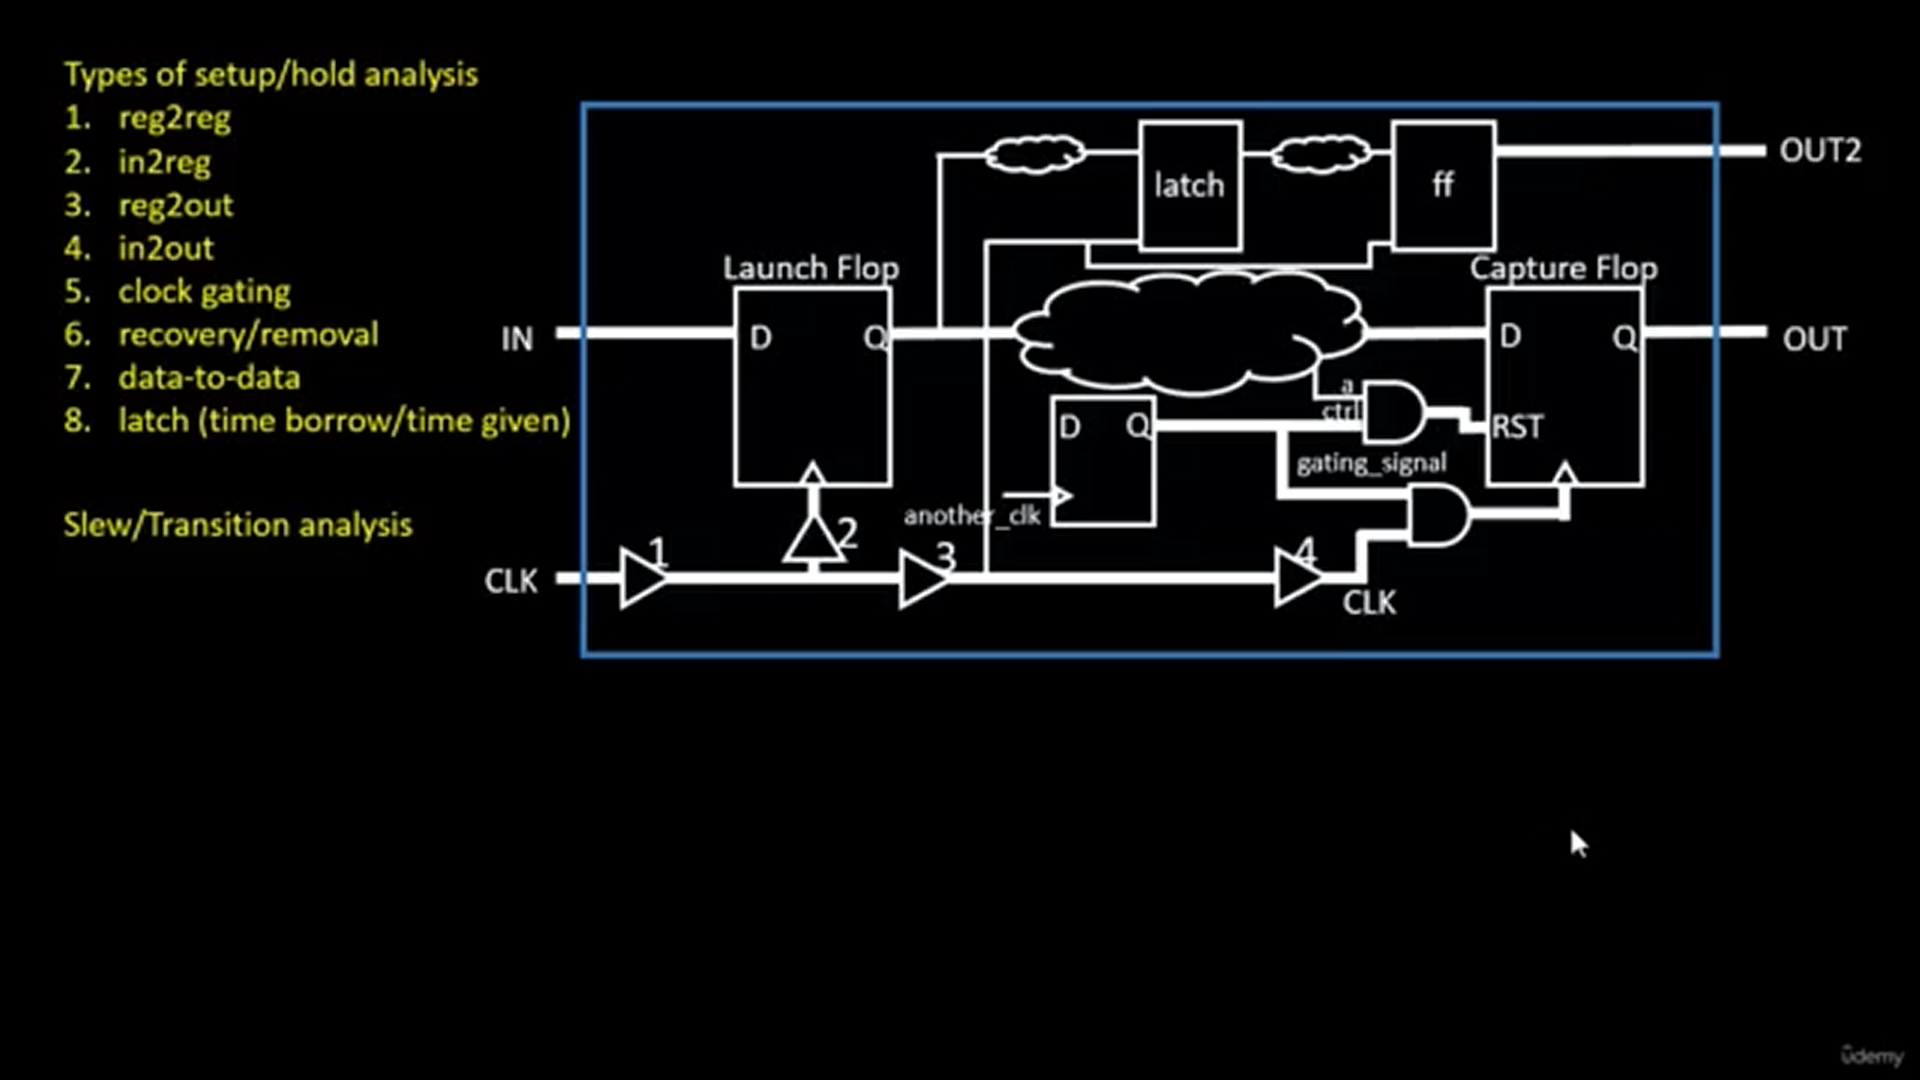 Types of setup/hold analysis
1. reg2reg
2. in2reg
3. reg2out
4. in2out
5. clock gating
6. recovery/removal
7. data-to-data
8. latch (time borrow/time given)
Slew/Transition analysis
OUT2
latch
ff
Launch Flop
Capture Flop
IN
D
Q
D
Q
OUT
a
ctrl
D
Q
RST
gating_signal
another_clk
1
2
3
4
CLK
CLK
ûdemy